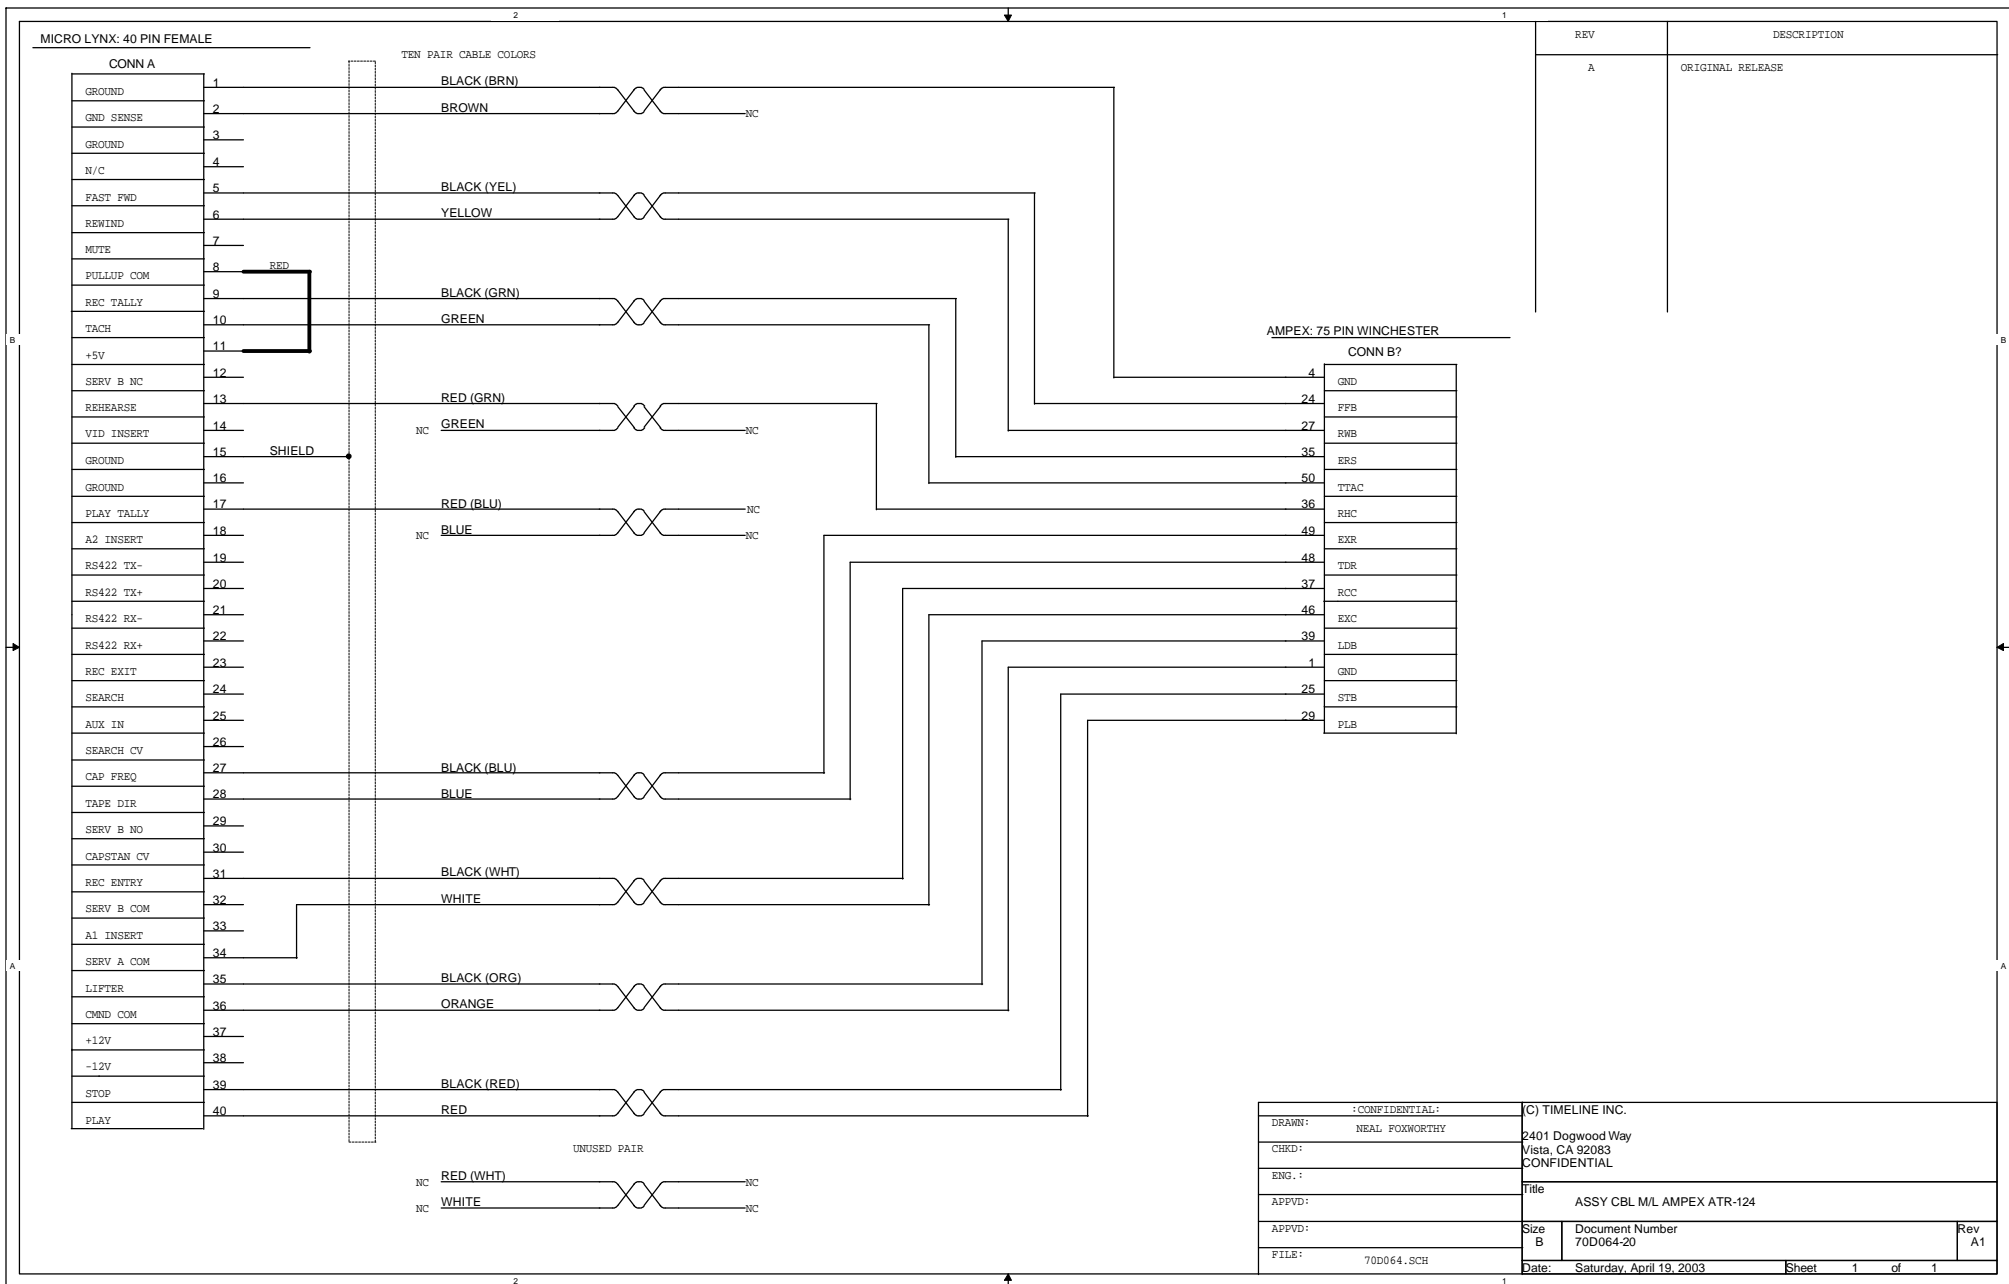 2 1
MICRO LYNX: 40 PIN FEMALE
CONN A
TEN PAIR CABLE COLORS
REV DESCRIPTION
A ORIGINAL RELEASE
GROUND 1 BLACK (BRN)
GND SENSE 2 BROWN NC
GROUND 3
N/C 4
FAST FWD 5 BLACK (YEL)
REWIND 6 YELLOW
MUTE 7
PULLUP COM 8 RED
REC TALLY 9 BLACK (GRN)
TACH 10 GREEN
+5V 11
SERV B NC 12
REHEARSE 13 RED (GRN)
VID INSERT 14 NC GREEN NC
GROUND 15 SHIELD
GROUND 16
PLAY TALLY 17 RED (BLU) NC
A2 INSERT 18 NC BLUE NC
RS422 TX- 19
RS422 TX+ 20
RS422 RX- 21
RS422 RX+ 22
REC EXIT 23
SEARCH 24
AUX IN 25
SEARCH CV 26
CAP FREQ 27 BLACK (BLU)
TAPE DIR 28 BLUE
SERV B NO 29
CAPSTAN CV 30
REC ENTRY 31 BLACK (WHT)
SERV B COM 32 WHITE
A1 INSERT 33
SERV A COM 34
LIFTER 35 BLACK (ORG)
CMND COM 36 ORANGE
+12V 37
-12V 38
STOP 39 BLACK (RED)
PLAY 40 RED
UNUSED PAIR
NC RED (WHT) NC
NC WHITE NC
AMPEX: 75 PIN WINCHESTER
CONN B?
4 GND
24 FFB
27 RWB
35 ERS
50 TTAC
36 RHC
49 EXR
48 TDR
37 RCC
46 EXC
39 LDB
1 GND
25 STB
29 PLB
B B
A A
:CONFIDENTIAL:
DRAWN: NEAL FOXWORTHY
CHKD:
ENG.:
APPVD:
APPVD:
FILE: 70D064.SCH
(C) TIMELINE INC.
2401 Dogwood Way
Vista, CA 92083
CONFIDENTIAL
Title
ASSY CBL M/L AMPEX ATR-124
Size Document Number Rev
B 70D064-20 A1
Date: Saturday, April 19, 2003 Sheet 1 of 1
2 1